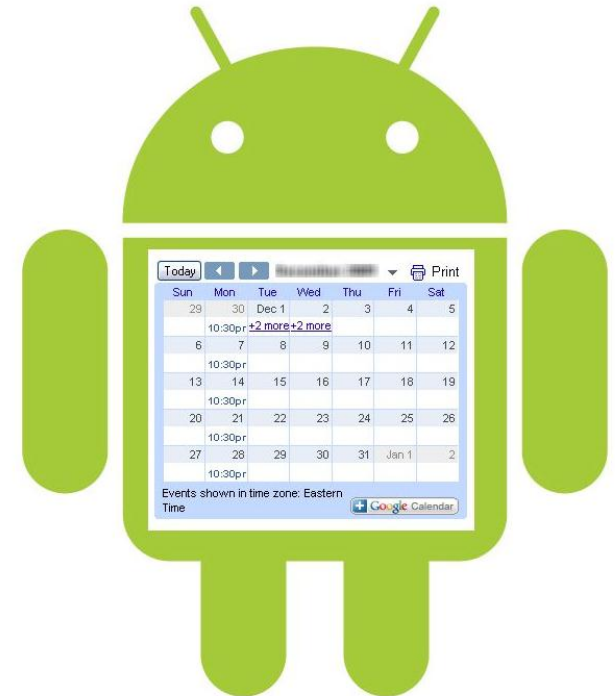 Today Print
Sun Mon Tue Wed Thu Fri Sat
29 30 Dec 1 2 3 4 5
10:30pr +2 more +2 more
6 7 8 9 10 11 12
10:30pr
13 14 15 16 17 18 19
10:30pr
20 21 22 23 24 25 26
10:30pr
27 28 29 30 31 Jan 1 2
10:30pr
Events shown in time zone: Eastern
Time
Google Calendar